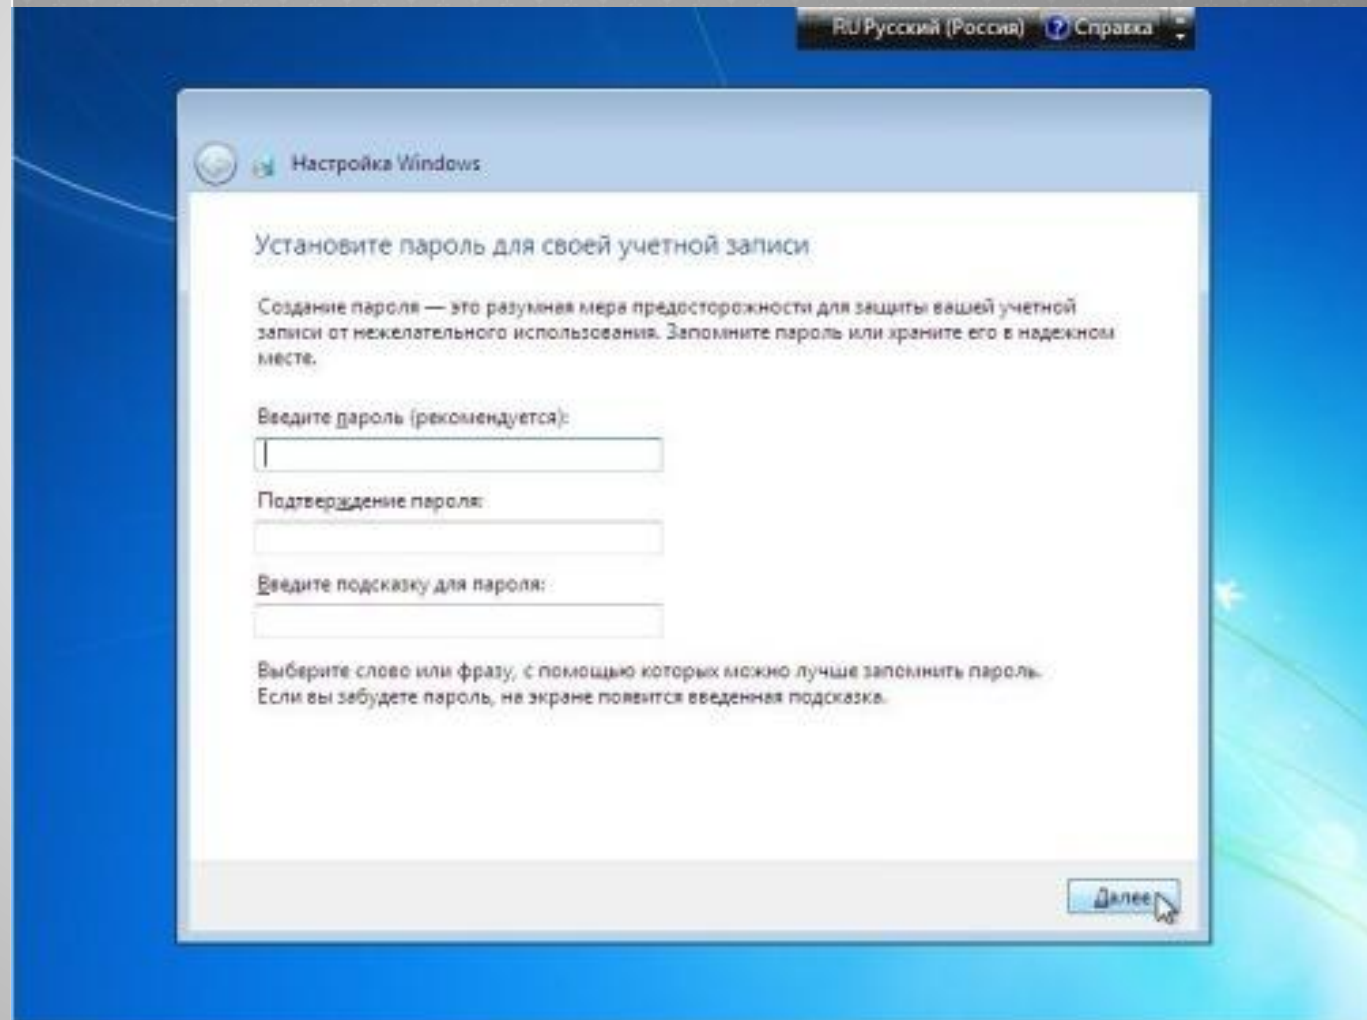 RU Русский (Россия) Справка
Настройка Windows
Установите пароль для своей учетной записи
Создание пароля — это разумная мера предосторожности для защиты вашей учетной
записи от нежелательного использования. Запомните пароль или храните его в надежном
месте.
Введите пароль (рекомендуется):
Подтверждение пароля:
Введите подсказку для пароля:
Выберите слово или фразу, с помощью которых можно лучше запомнить пароль.
Если вы забудете пароль, на экране появится введенная подсказка.
Далее